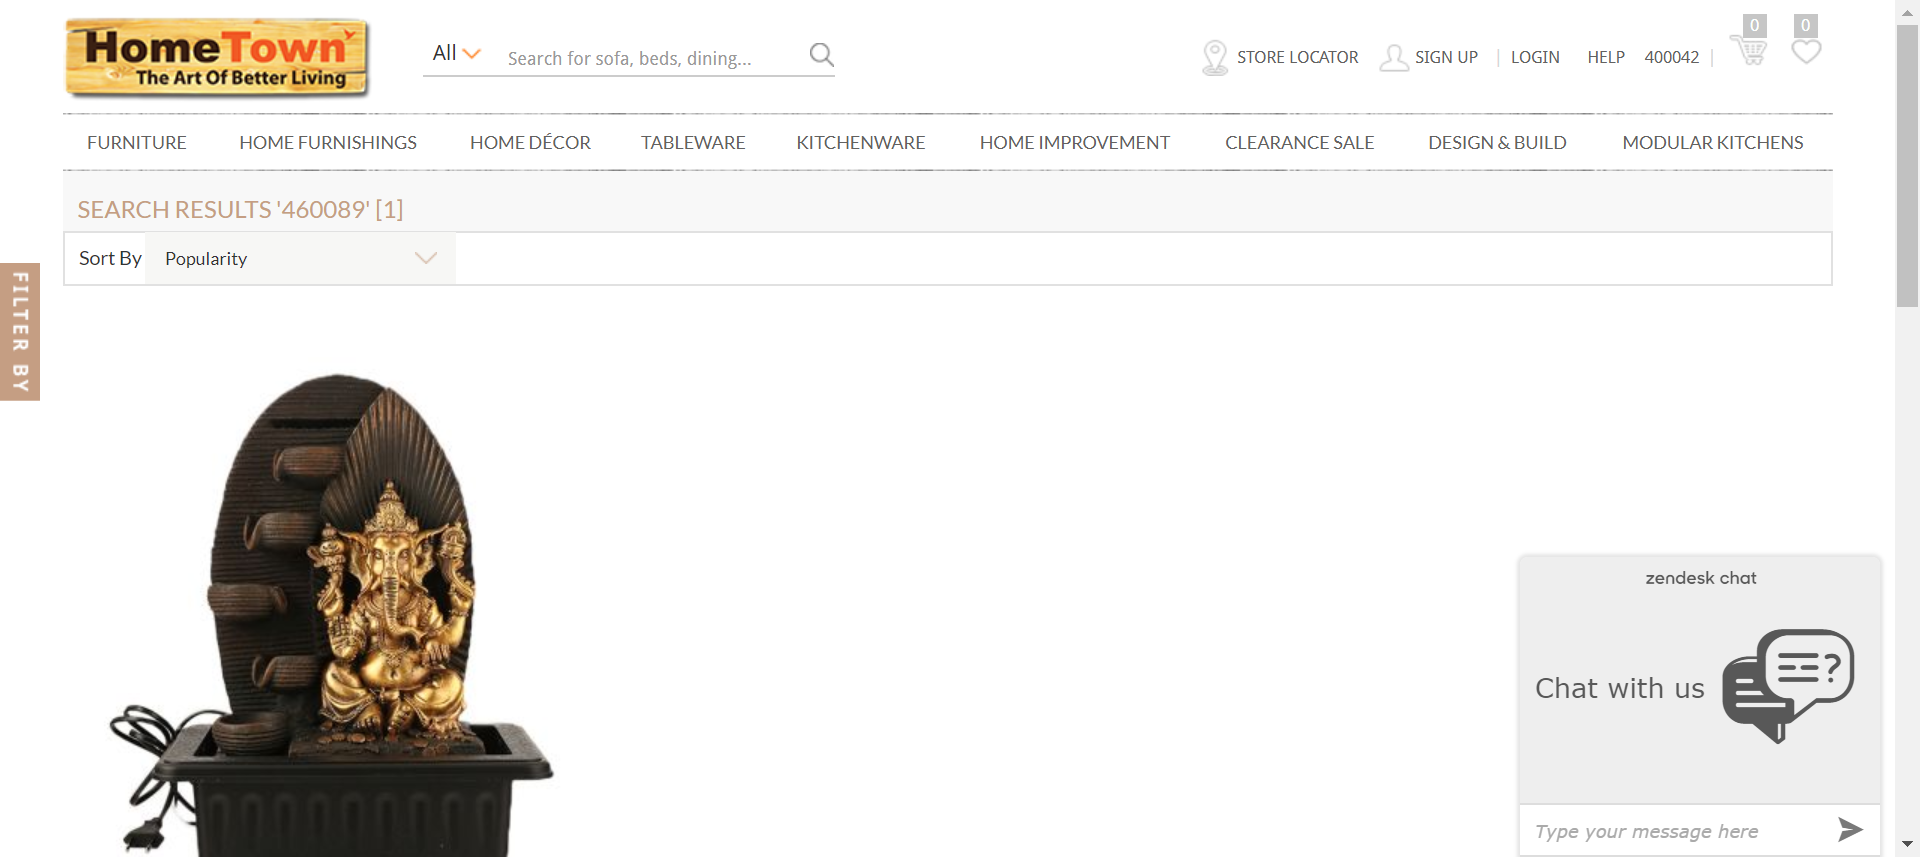 HomeTown
The Art Of Better Living
All
Search for sofa, beds, dining...
STORE LOCATOR
SIGN UP
LOGIN
HELP
400042
0
0
FURNITURE
HOME FURNISHINGS
HOME DÉCOR
TABLEWARE
KITCHENWARE
HOME IMPROVEMENT
CLEARANCE SALE
DESIGN & BUILD
MODULAR KITCHENS
SEARCH RESULTS '460089' [1]
Sort By
Popularity
FILTER BY
zendesk chat
Chat with us
Type your message here